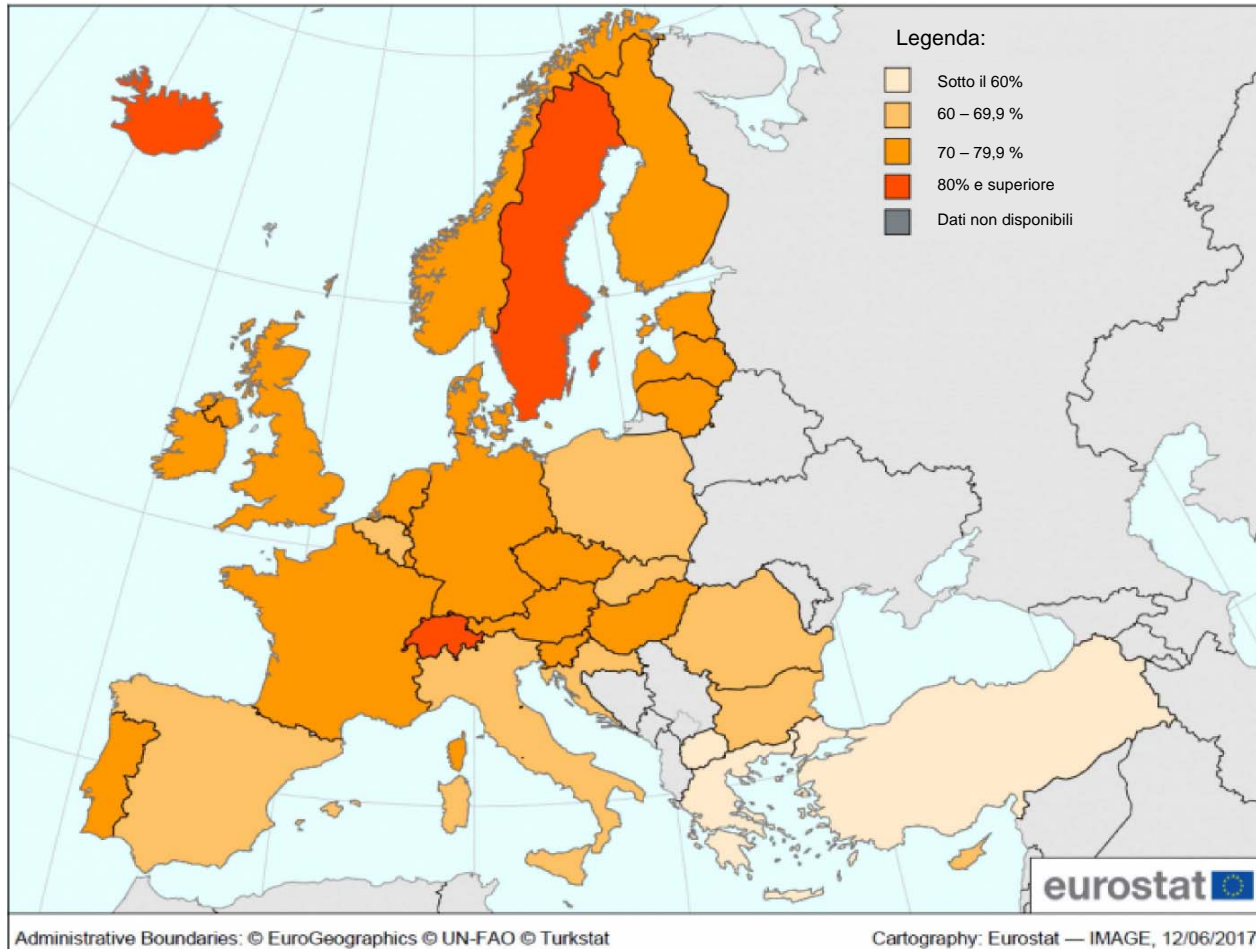 Legenda:
Sotto il 60%
60 – 69,9 %
70 – 79,9 %
80% e superiore
Dati non disponibili
eurostat
Administrative Boundaries: © EuroGeographics © UN-FAO © Turkstat
Cartography: Eurostat — IMAGE, 12/06/2017